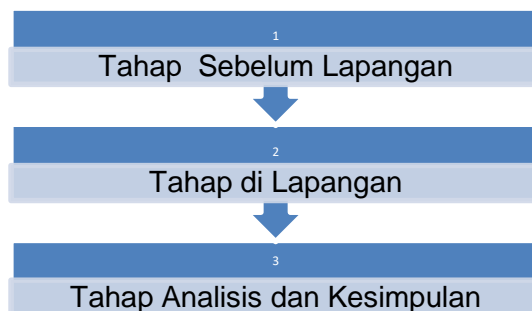 1
Tahap Sebelum Lapangan
2
Tahap di Lapangan
3
Tahap Analisis dan Kesimpulan